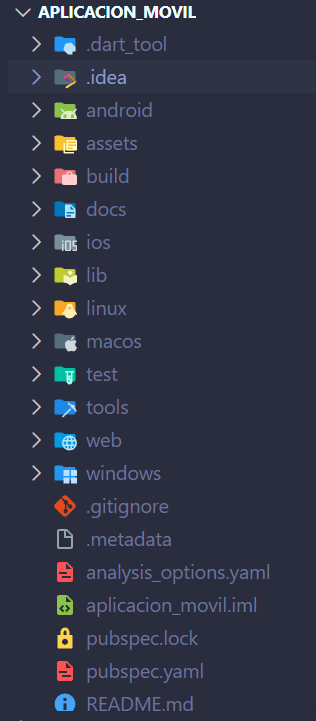 APLICACION_MOVIL
.dart_tool
.idea
android
assets
build
docs
iOS ios
lib
linux
macos
test
tools
web
windows
.gitignore
.metadata
analysis_options.yaml
aplicacion_movil.iml
pubspec.lock
pubspec.yaml
README.md